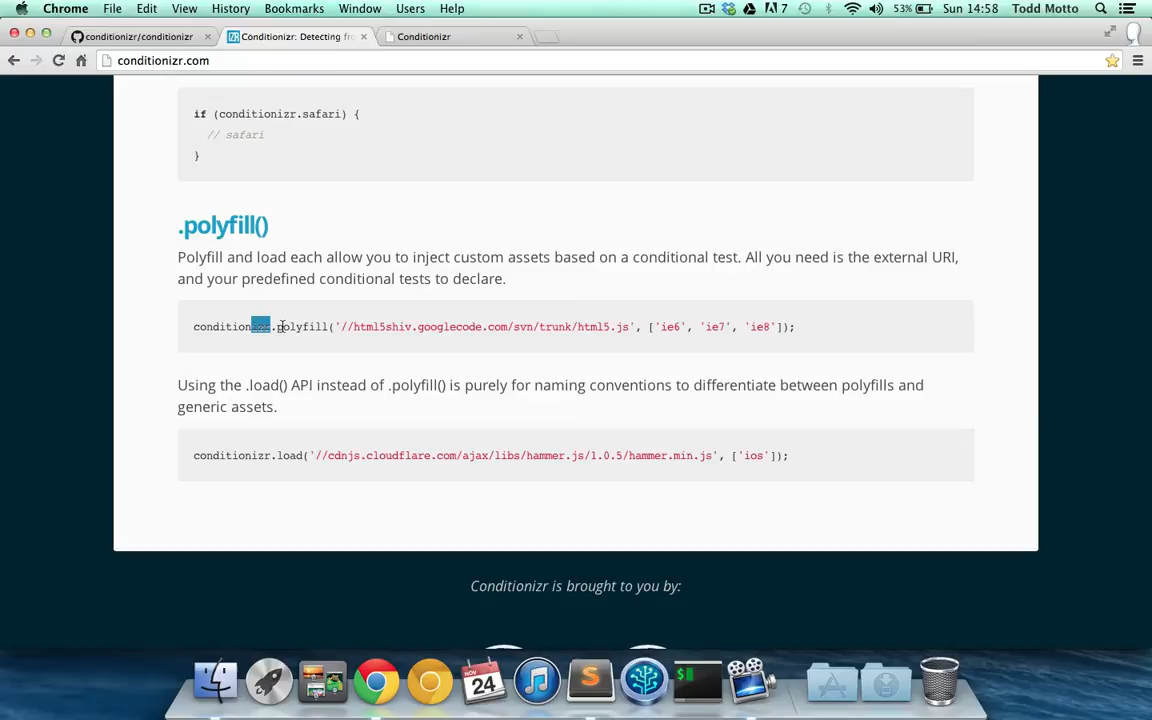 Chrome File Edit View History Bookmarks Window Users Help 7 53% Sun 14:58 Todd Motto
conditionizr/conditionizr Conditionizr: Detecting fro Conditionizr
conditionizr.com
if (conditionizr.safari) {
// safari
}
.polyfill()
Polyfill and load each allow you to inject custom assets based on a conditional test. All you need is the external URI,
and your predefined conditional tests to declare.
conditionizr.polyfill('//html5shiv.googlecode.com/svn/trunk/html5.js', ['ie6', 'ie7', 'ie8']);
Using the .load() API instead of .polyfill() is purely for naming conventions to differentiate between polyfills and
generic assets.
conditionizr.load('//cdnjs.cloudflare.com/ajax/libs/hammer.js/1.0.5/hammer.min.js', ['ios']);
Conditionizr is brought to you by:
NOV
24